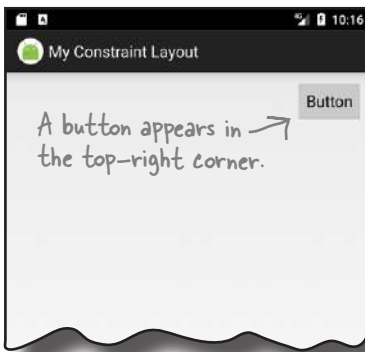 10:16
My Constraint Layout
Button
A button appears in
the top-right corner.